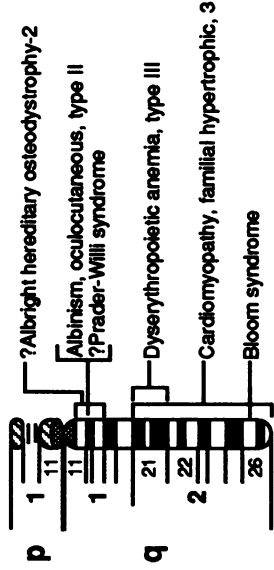 ?Albright hereditary osteodystrophy-2
Albinism, oculocutaneous, type II
?Prader-Willi syndrome
Dyserythropoietic anemia, type III
Cardiomyopathy, familial hypertrophic, 3
Bloom syndrome
p
1
11
q
1
11
2
21
22
26